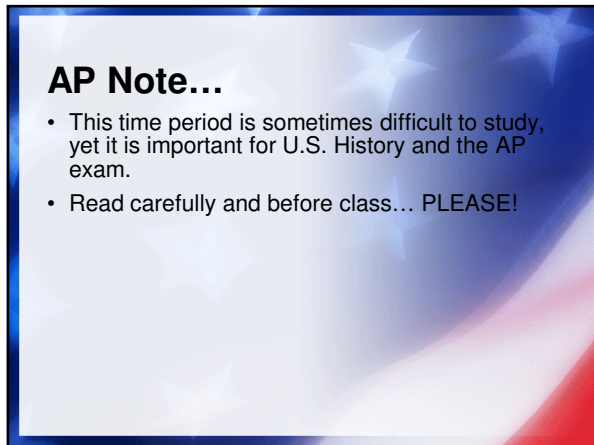 AP Note…
• This time period is sometimes difficult to study,
yet it is important for U.S. History and the AP
exam.
• Read carefully and before class… PLEASE!